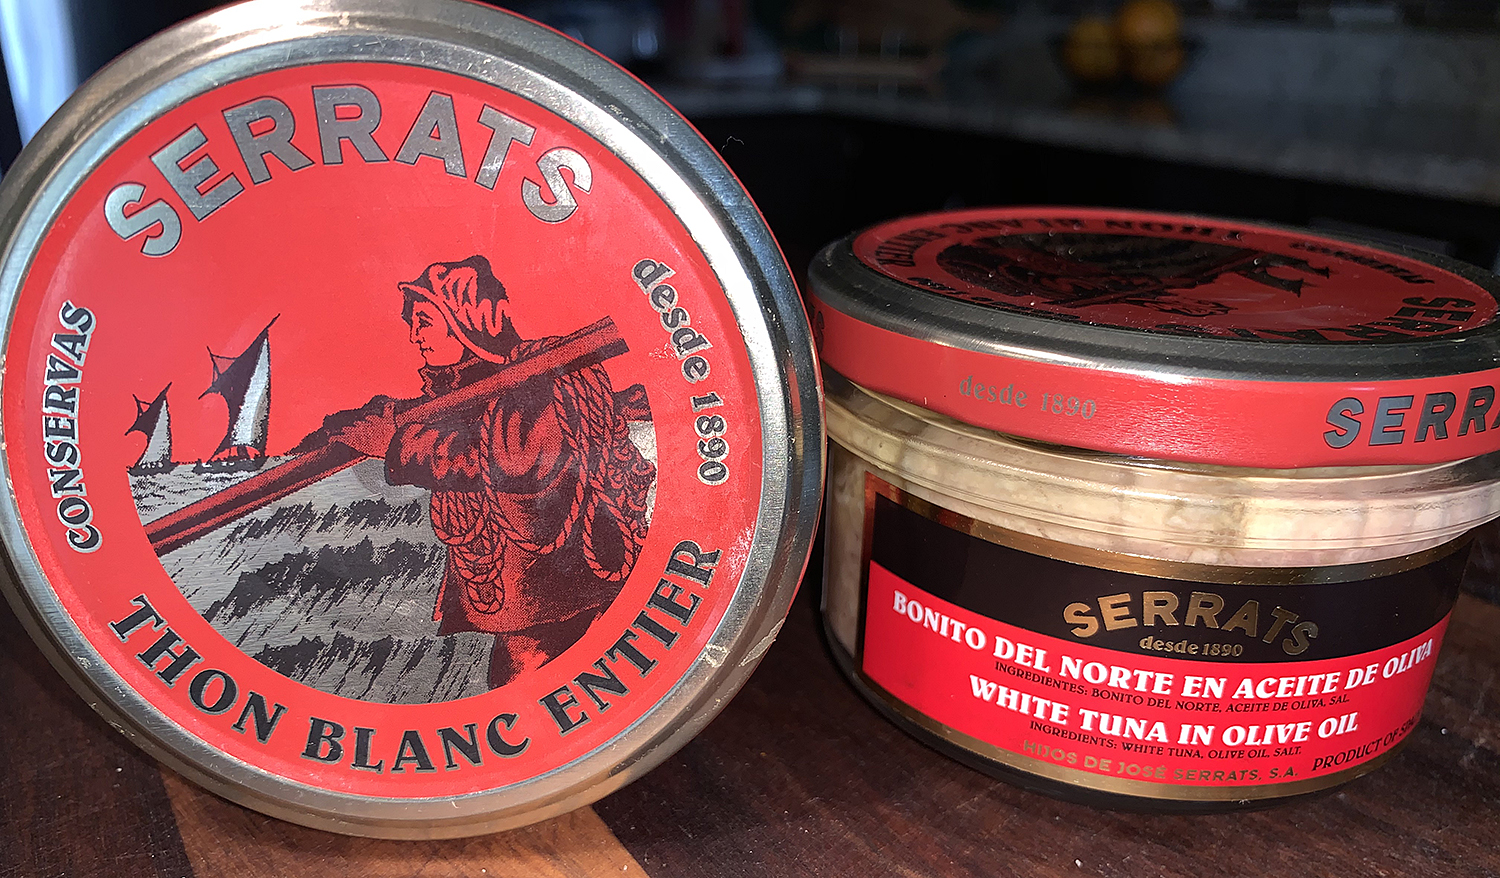 SERRATS
CONSERVAS
desde 1890
THON BLANC ENTIER
desde 1890
SERRATS
desde 1890
BONITO DEL NORTE EN ACEITE DE OLIVA
INGREDIENTES: BONITO DEL NORTE, ACEITE DE OLIVA, SAL.
WHITE TUNA IN OLIVE OIL
INGREDIENTS: WHITE TUNA, OLIVE OIL, SALT.
HIJOS DE JOSÉ SERRATS, S.A.
PRODUCT OF